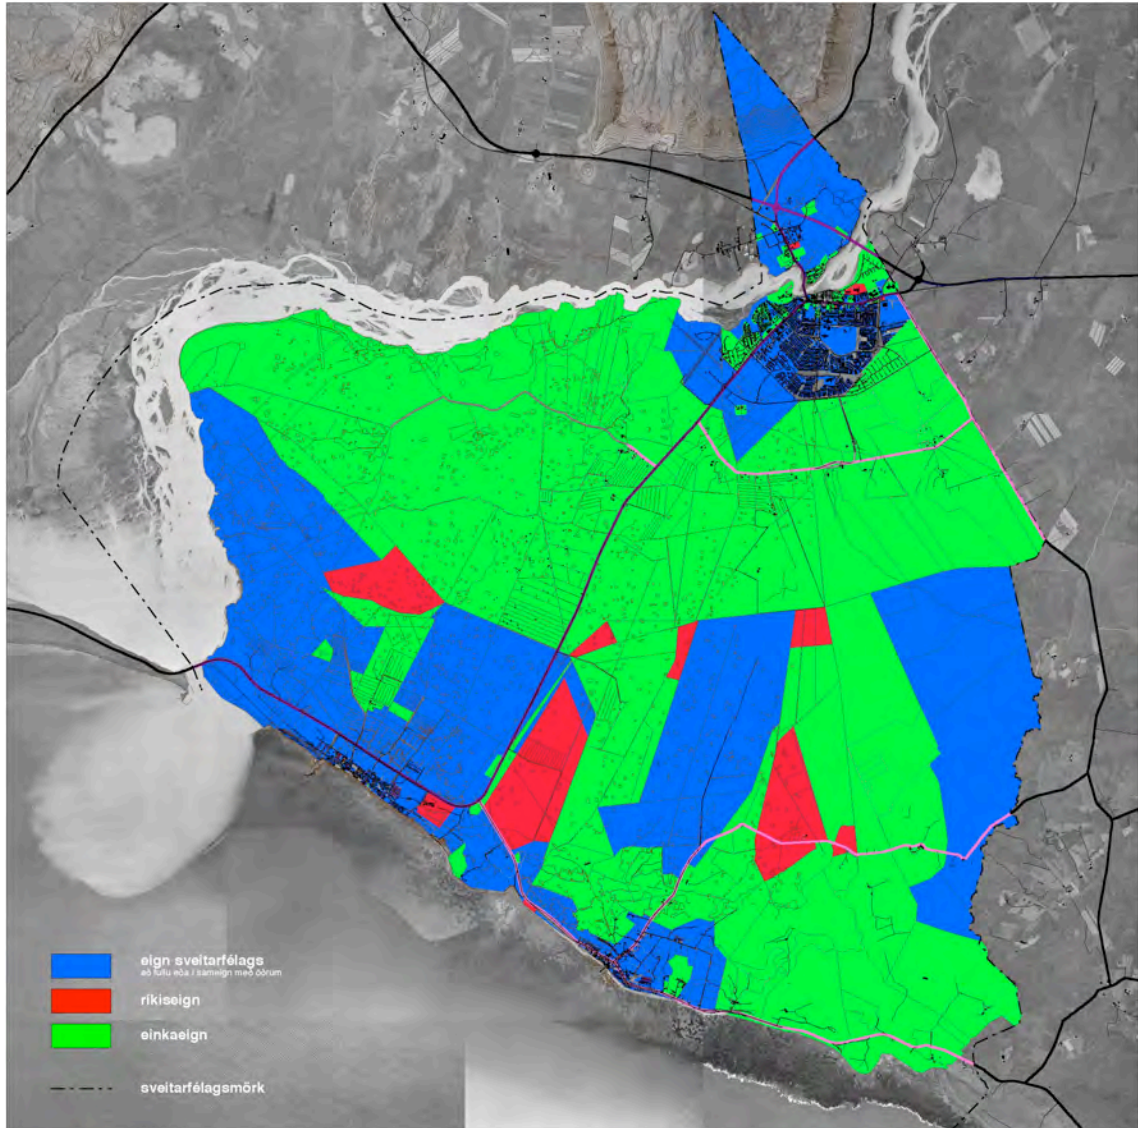 eign sveitarfélags
að fullu eða í sameign með öðrum
ríkiseign
einkaeign
sveitarfélagsmörk